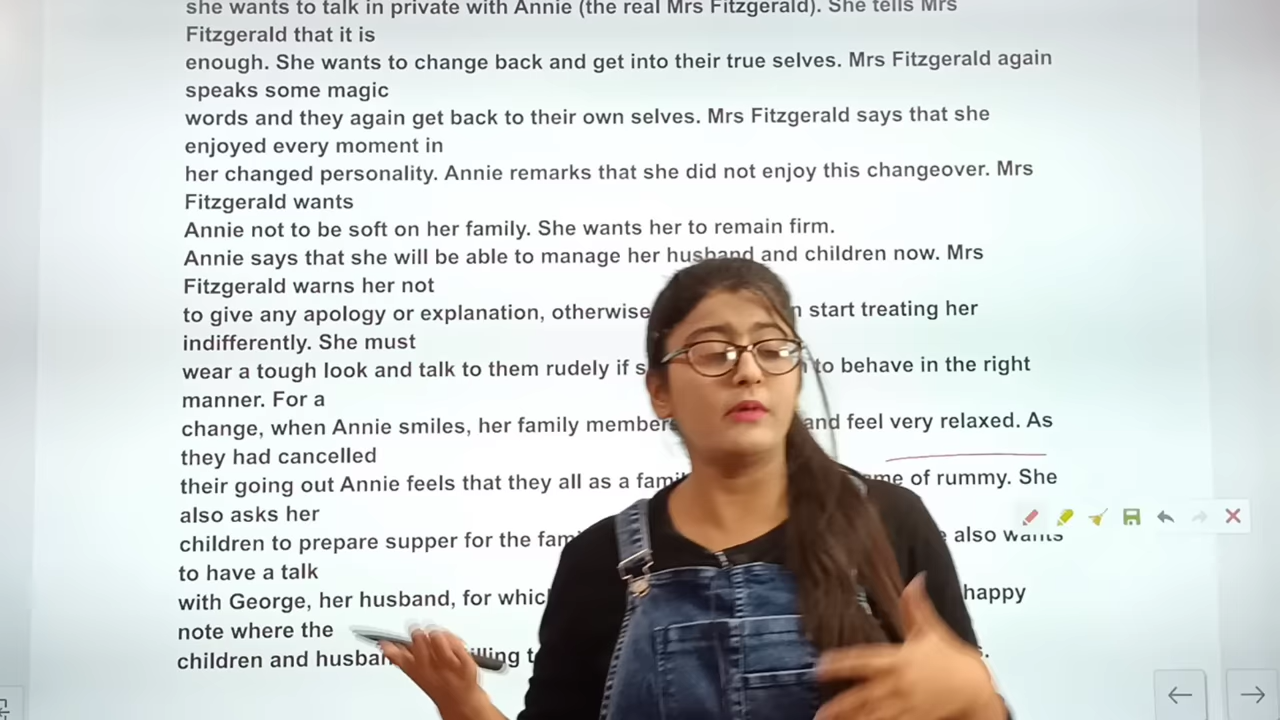 she wants to talk in private with Annie (the real Mrs Fitzgerald). She tells Mrs
Fitzgerald that it is
enough. She wants to change back and get into their true selves. Mrs Fitzgerald again
speaks some magic
words and they again get back to their own selves. Mrs Fitzgerald says that she
enjoyed every moment in
her changed personality. Annie remarks that she did not enjoy this changeover. Mrs
Fitzgerald wants
Annie not to be soft on her family. She wants her to remain firm.
Annie says that she will be able to manage her husband and children now. Mrs
Fitzgerald warns her not
to give any apology or explanation, otherwise start treating her
indifferently. She must
wear a tough look and talk to them rudely if to behave in the right
manner. For a
change, when Annie smiles, her family members and feel very relaxed. As
they had cancelled
their going out Annie feels that they all as a of rummy. She
also asks her
children to prepare supper for the also wants
to have a talk
with George, her husband, for happy
note where the
children and